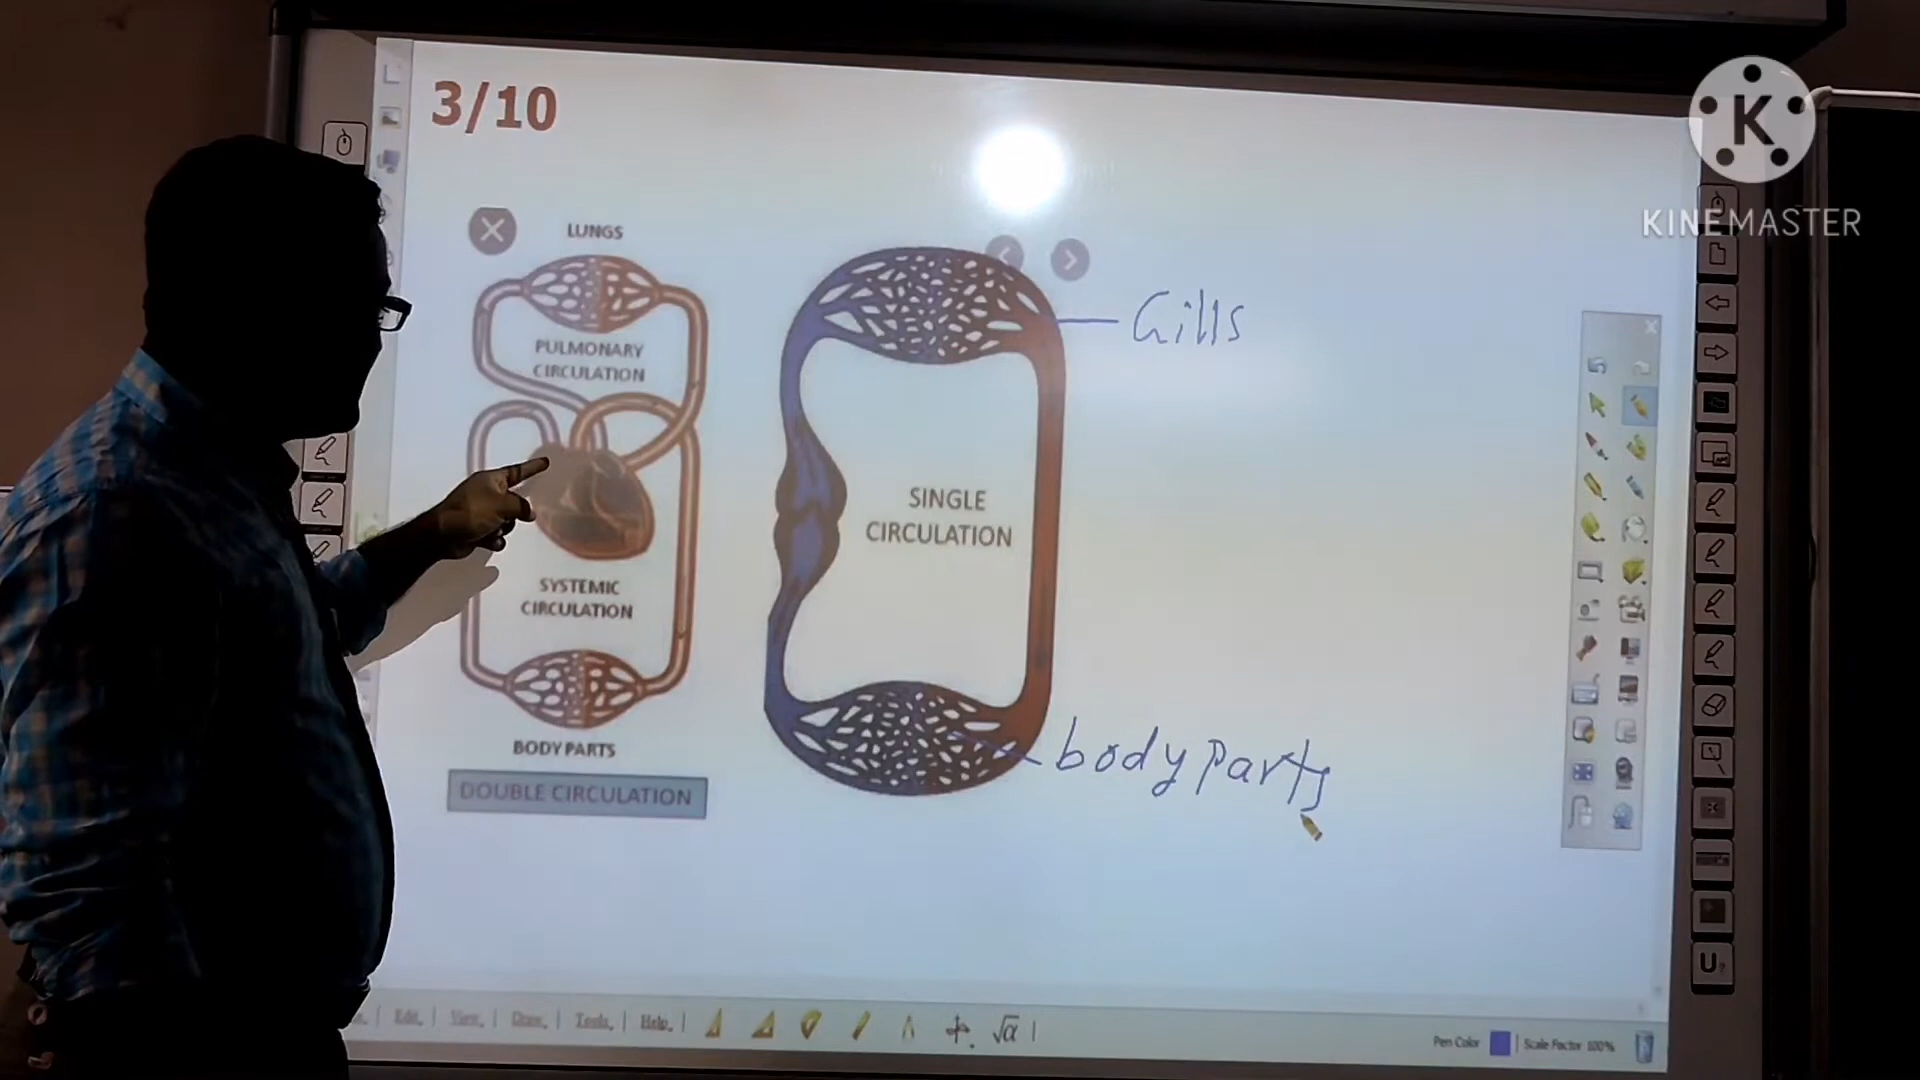 3/10
KINEMASTER
LUNGS
PULMONARY
CIRCULATION
Gills
SINGLE
CIRCULATION
SYSTEMIC
CIRCULATION
BODY PARTS
body parts
DOUBLE CIRCULATION
Edit
View
Draw
Tools
Help
√α
Pen Color
Scale Factor 100%